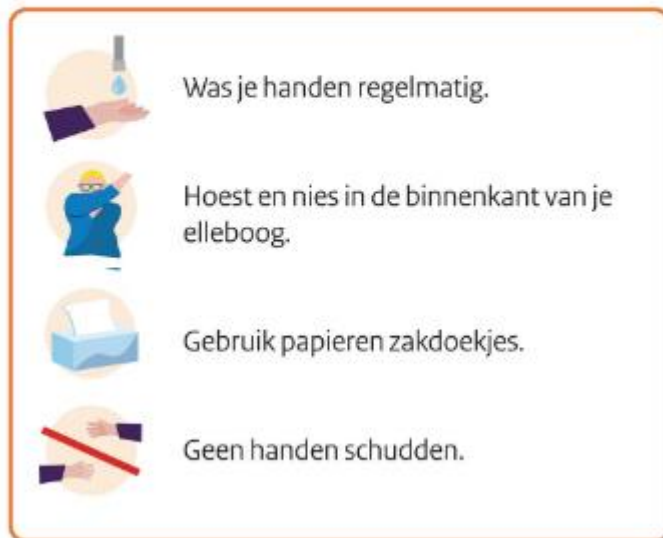 Was je handen regelmatig.
Hoest en nies in de binnenkant van je
elleboog.
Gebruik papieren zakdoekjes.
Geen handen schudden.